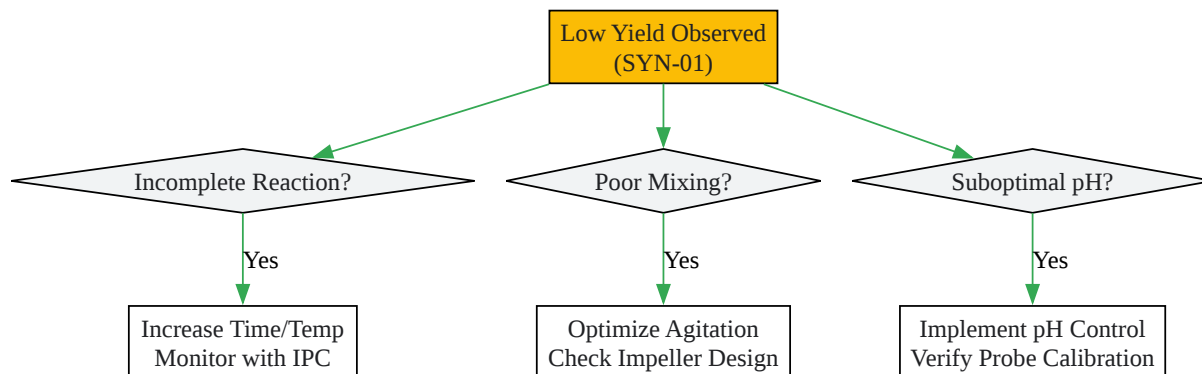 Low Yield Observed
(SYN-01)
Incomplete Reaction?
Poor Mixing?
Suboptimal pH?
Yes
Yes
Yes
Increase Time/Temp
Monitor with IPC
Optimize Agitation
Check Impeller Design
Implement pH Control
Verify Probe Calibration